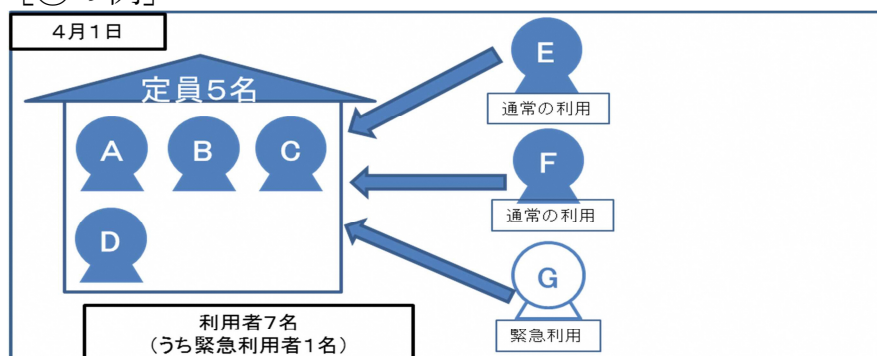 ４月１日
定員５名
A B C
D
E
通常の利用
F
通常の利用
G
緊急利用
利用者７名
（うち緊急利用者１名）